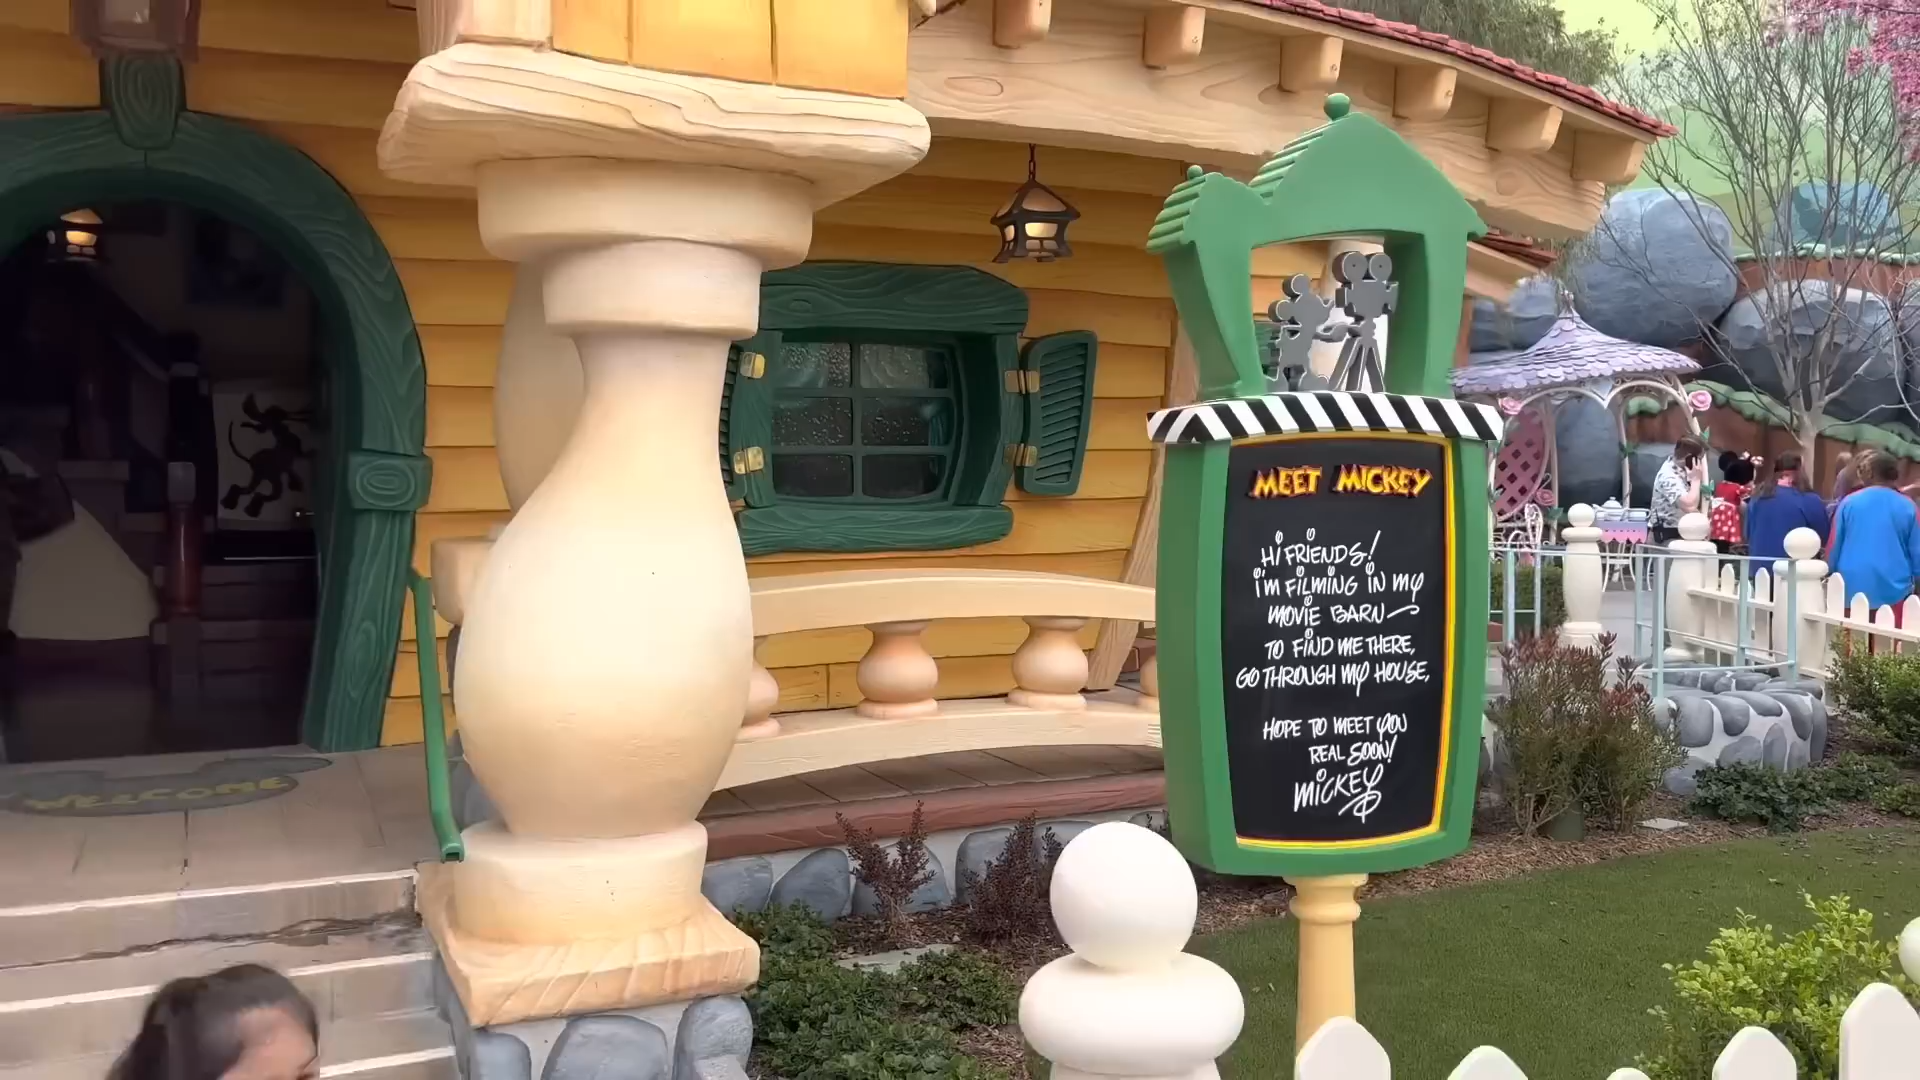 MEET MICKEY
HI FRIENDS!
I'M FILMING IN MY
MOVIE BARN—
TO FIND ME THERE,
GO THROUGH MY HOUSE,
HOPE TO MEET YOU
REAL SOON!
MICKEY
WELCOME